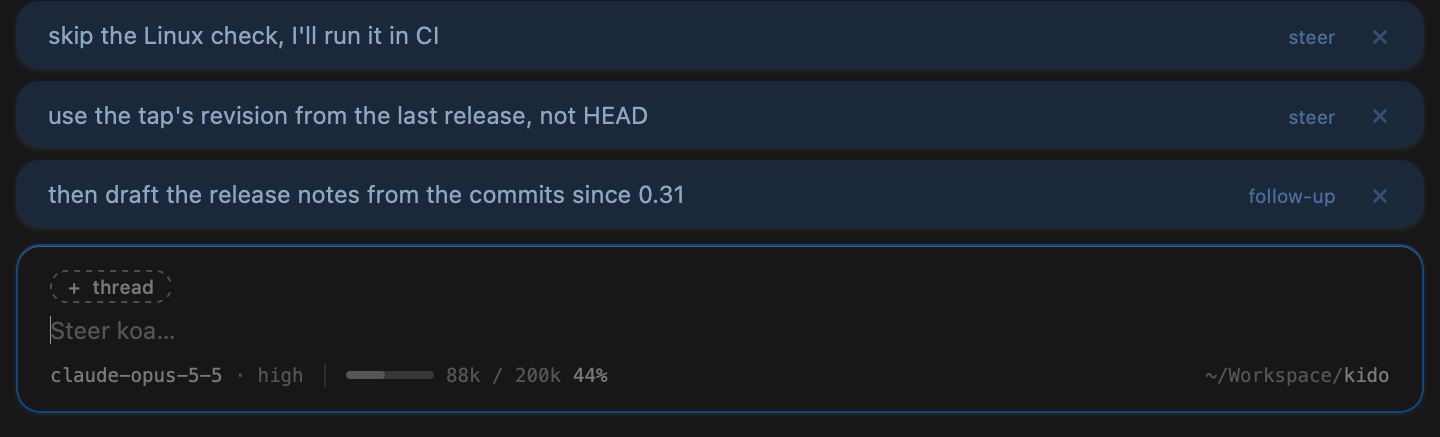 skip the Linux check, I'll run it in CI steer ×
use the tap's revision from the last release, not HEAD steer ×
then draft the release notes from the commits since 0.31 follow-up ×
+ thread
Steer koa...
claude-opus-5-5 · high | 88k / 200k 44% ~/Workspace/kido